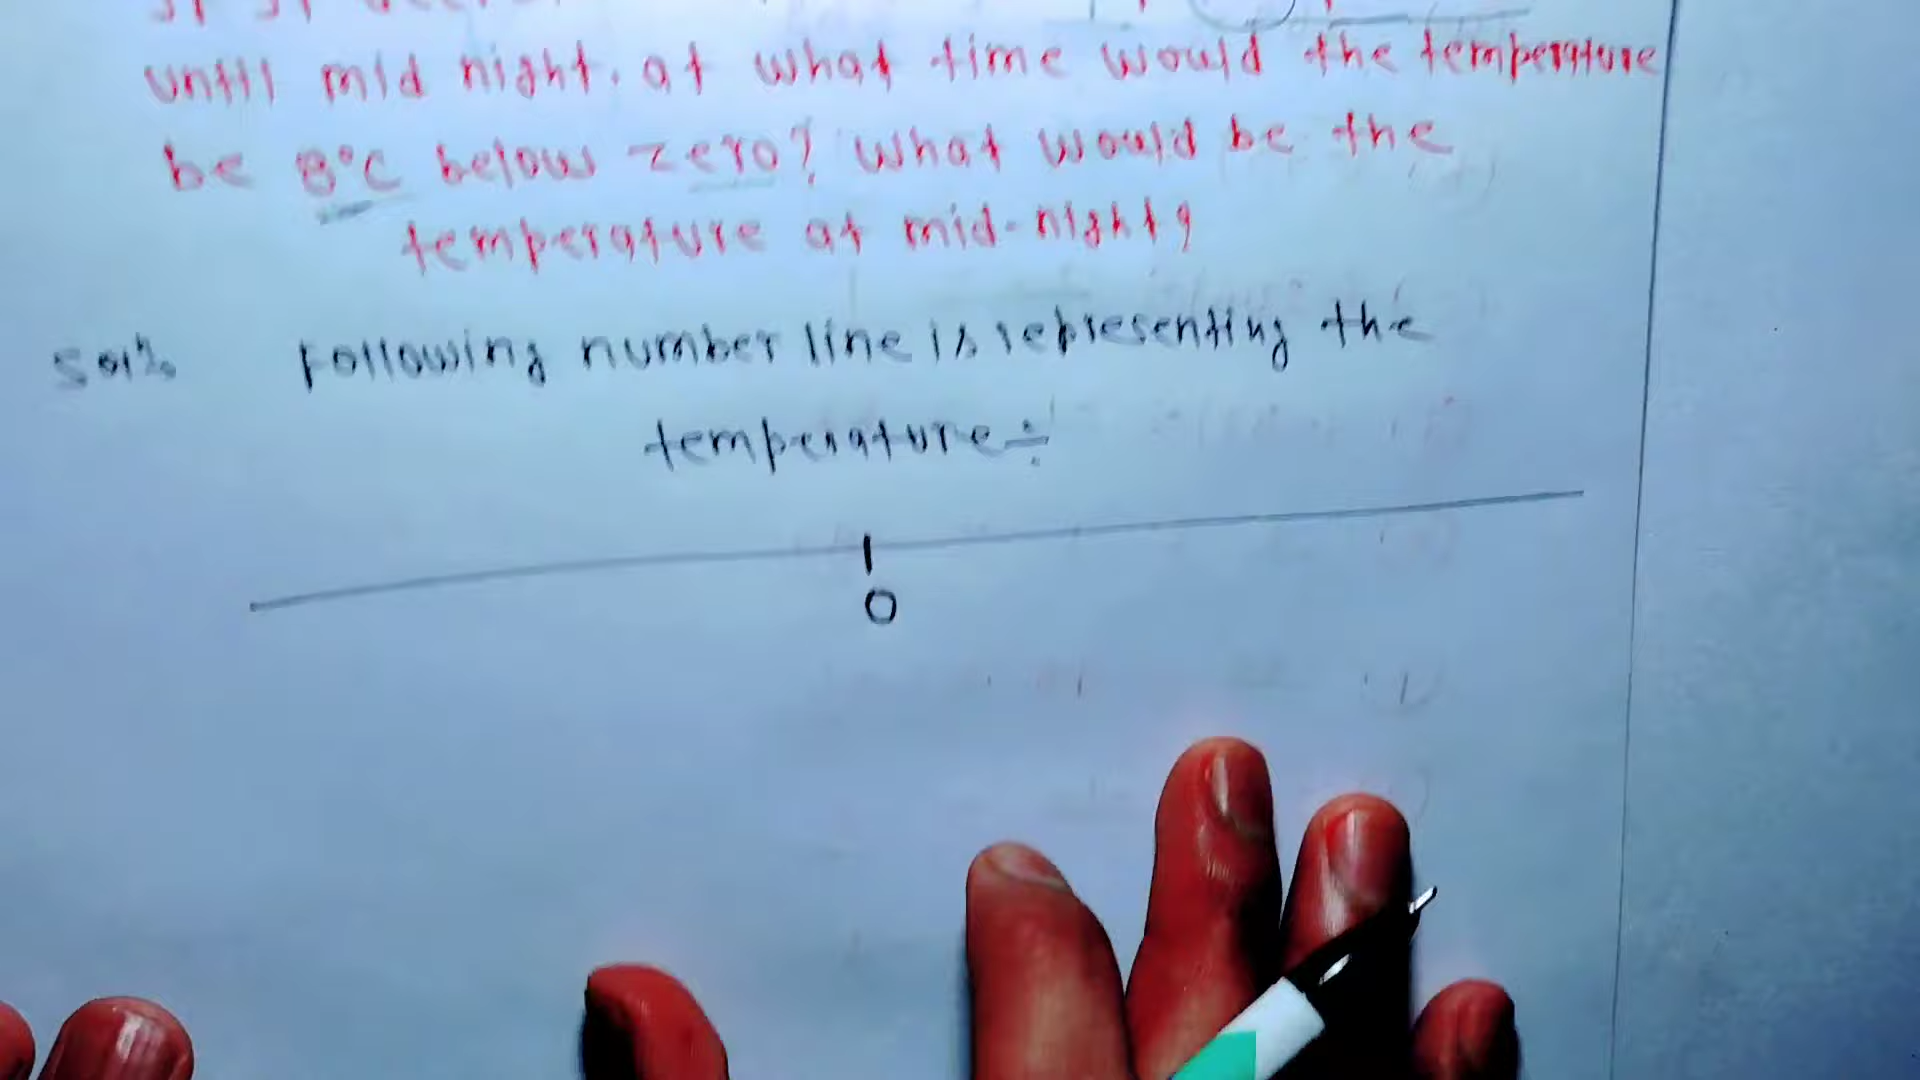 until mid night. at what time would the temperature
be 8°C below zero? What would be the
temperature at mid-night?
Sol% Following number line is representing the
temperature ÷
0